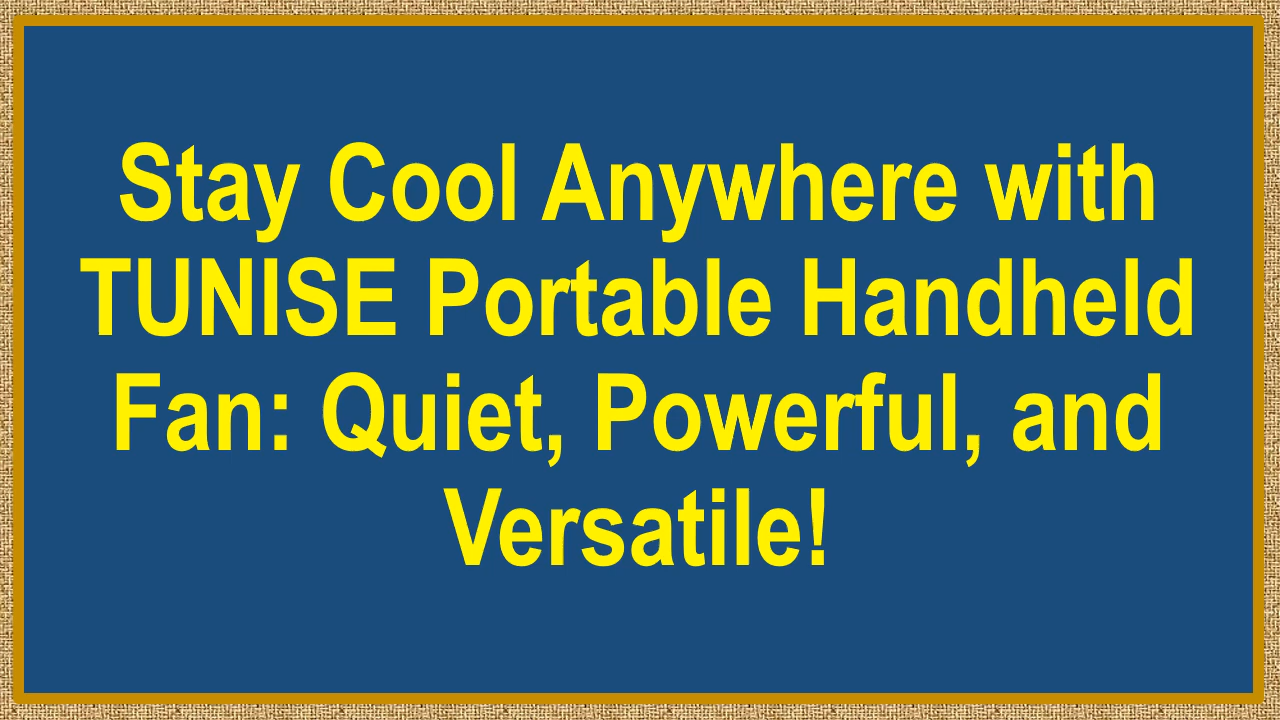 Stay Cool Anywhere with
TUNISE Portable Handheld
Fan: Quiet, Powerful, and
Versatile!